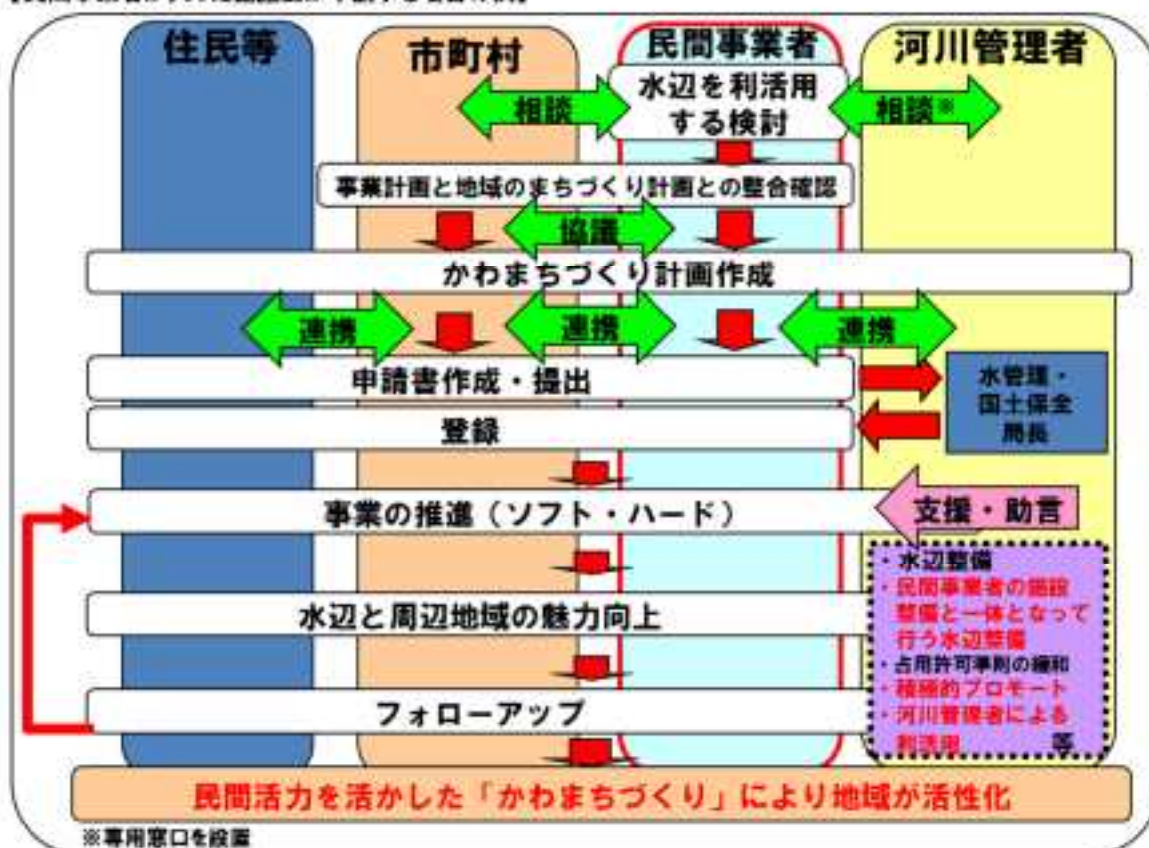 住民等
市町村
民間事業者
河川管理者
相談
水辺を利活用
する検討
相談※
事業計画と地域のまちづくり計画との整合確認
協議
かわまちづくり計画作成
連携
連携
連携
申請書作成・提出
水管理・
国土保全
局長
登録
事業の推進（ソフト・ハード）
支援・助言
・水辺整備
・民間事業者の施設
整備と一体となって
行う水辺整備
・占用許可準則の緩和
・積極的プロモート
・河川管理者による
利活用 等
水辺と周辺地域の魅力向上
フォローアップ
民間活力を活かした「かわまちづくり」により地域が活性化
※専用窓口を設置